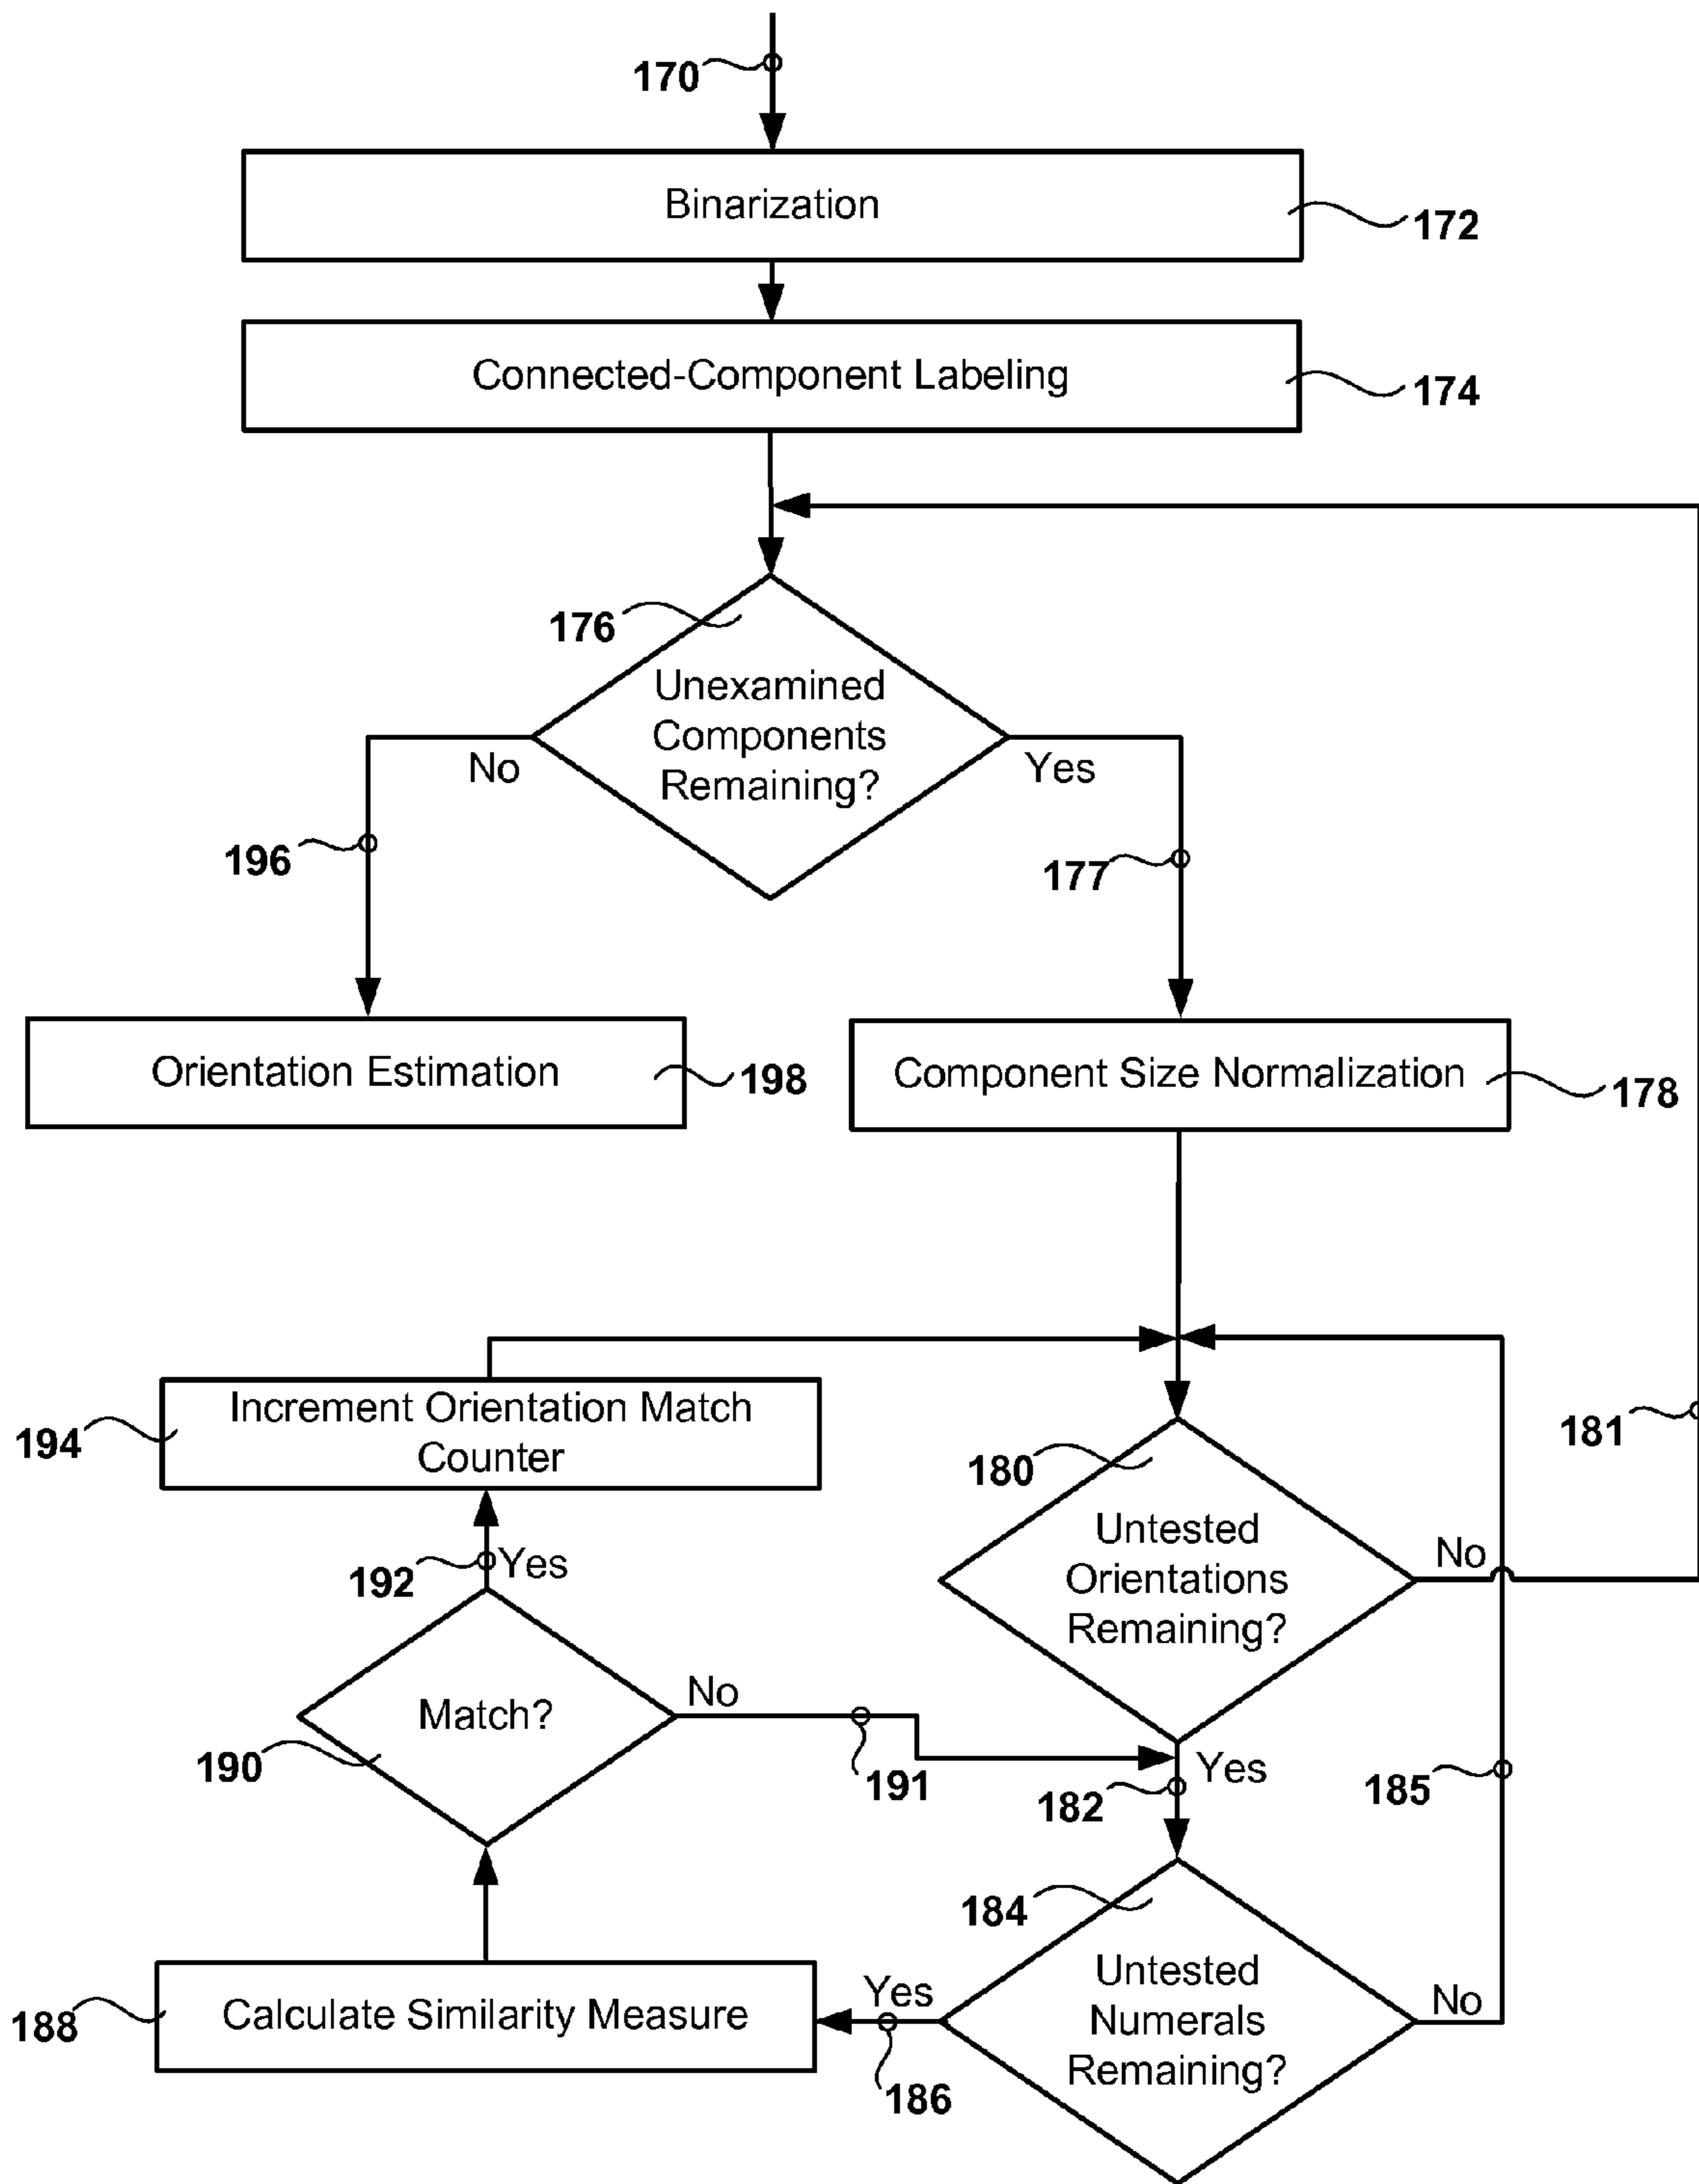 170
Binarization
172
Connected-Component Labeling
174
176
Unexamined
Components
Remaining?
No
Yes
196
177
Orientation Estimation
198
Component Size Normalization
178
Increment Orientation Match
Counter
194
180
181
Untested
Orientations
Remaining?
No
192
Yes
Match?
No
190
191
Yes
182
185
184
Untested
Numerals
Remaining?
Yes
No
188
Calculate Similarity Measure
186